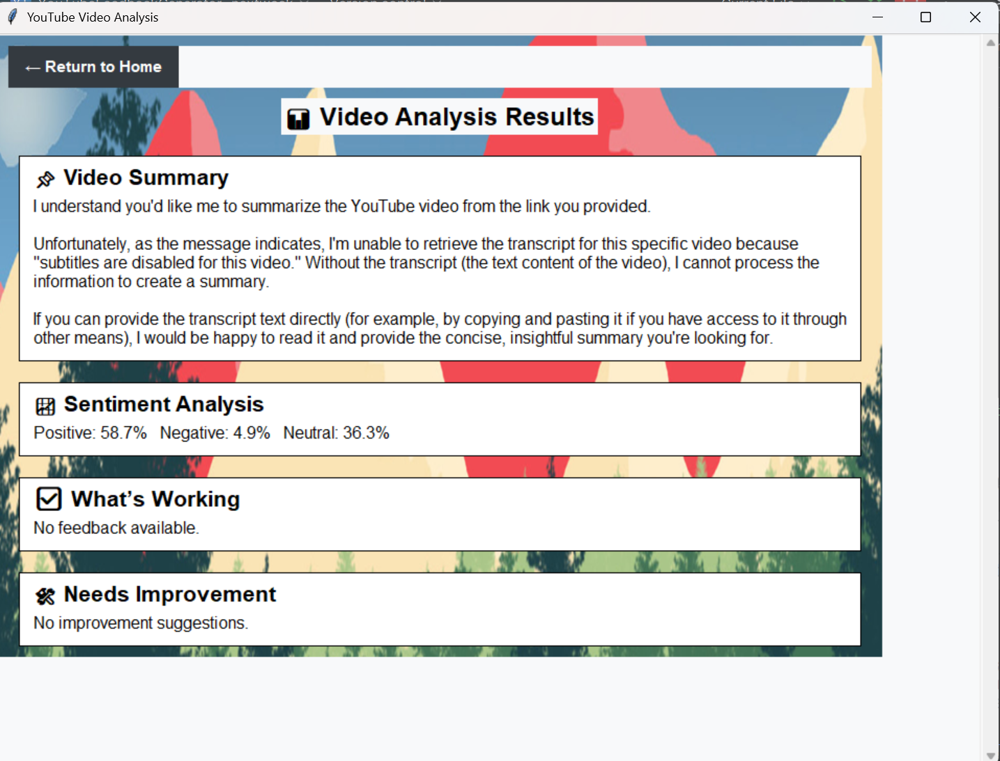 YouTube Video Analysis
← Return to Home
Video Analysis Results
Video Summary
I understand you'd like me to summarize the YouTube video from the link you provided.
Unfortunately, as the message indicates, I'm unable to retrieve the transcript for this specific video because
"subtitles are disabled for this video." Without the transcript (the text content of the video), I cannot process the
information to create a summary.
If you can provide the transcript text directly (for example, by copying and pasting it if you have access to it through
other means), I would be happy to read it and provide the concise, insightful summary you're looking for.
Sentiment Analysis
Positive: 58.7% Negative: 4.9% Neutral: 36.3%
What’s Working
No feedback available.
Needs Improvement
No improvement suggestions.